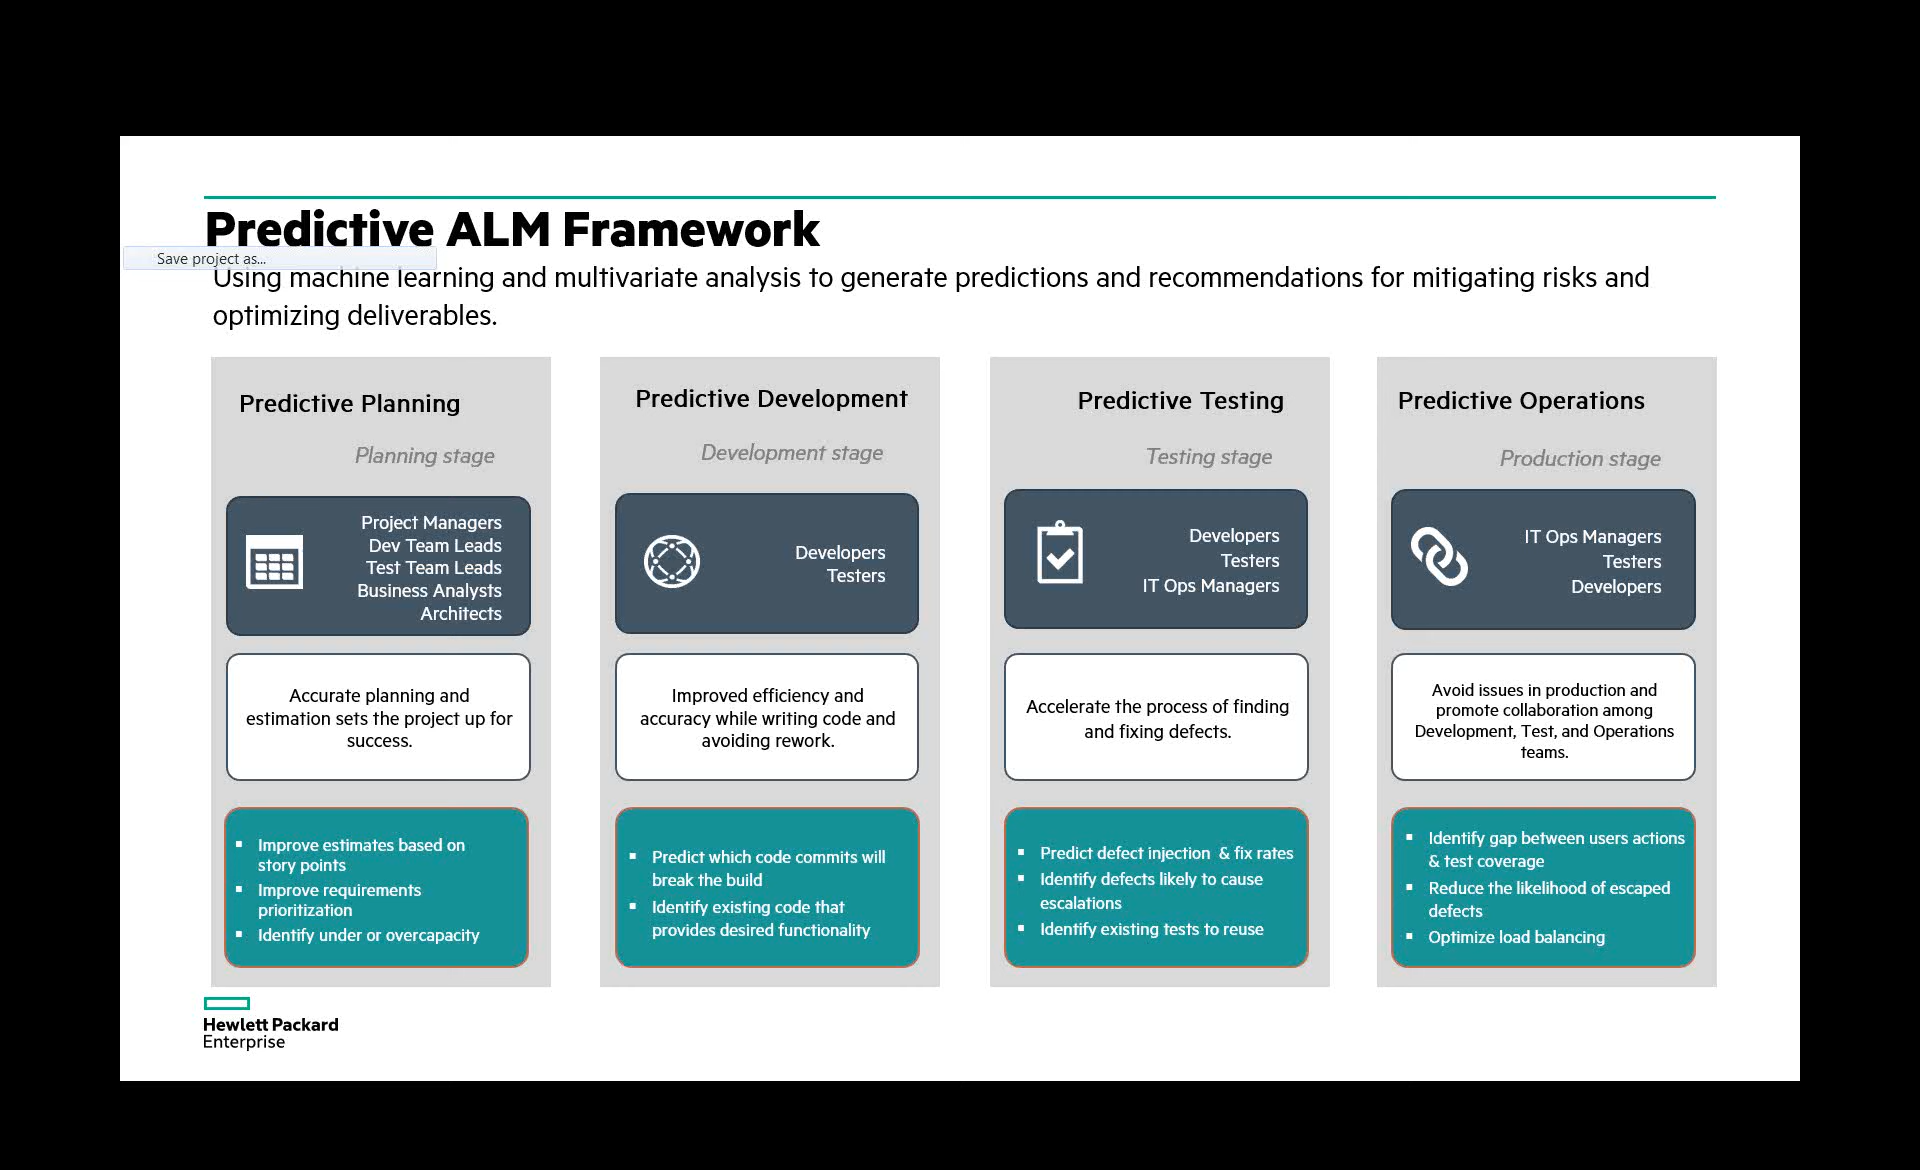 Predictive ALM Framework
Save project as...
Using machine learning and multivariate analysis to generate predictions and recommendations for mitigating risks and
optimizing deliverables.
Predictive Planning
Planning stage
Project Managers
Dev Team Leads
Test Team Leads
Business Analysts
Architects
Accurate planning and
estimation sets the project up for
success.
▪ Improve estimates based on
story points
▪ Improve requirements
prioritization
▪ Identify under or overcapacity
Predictive Development
Development stage
Developers
Testers
Improved efficiency and
accuracy while writing code and
avoiding rework.
▪ Predict which code commits will
break the build
▪ Identify existing code that
provides desired functionality
Predictive Testing
Testing stage
Developers
Testers
IT Ops Managers
Accelerate the process of finding
and fixing defects.
▪ Predict defect injection & fix rates
▪ Identify defects likely to cause
escalations
▪ Identify existing tests to reuse
Predictive Operations
Production stage
IT Ops Managers
Testers
Developers
Avoid issues in production and
promote collaboration among
Development, Test, and Operations
teams.
▪ Identify gap between users actions
& test coverage
▪ Reduce the likelihood of escaped
defects
▪ Optimize load balancing
Hewlett Packard
Enterprise